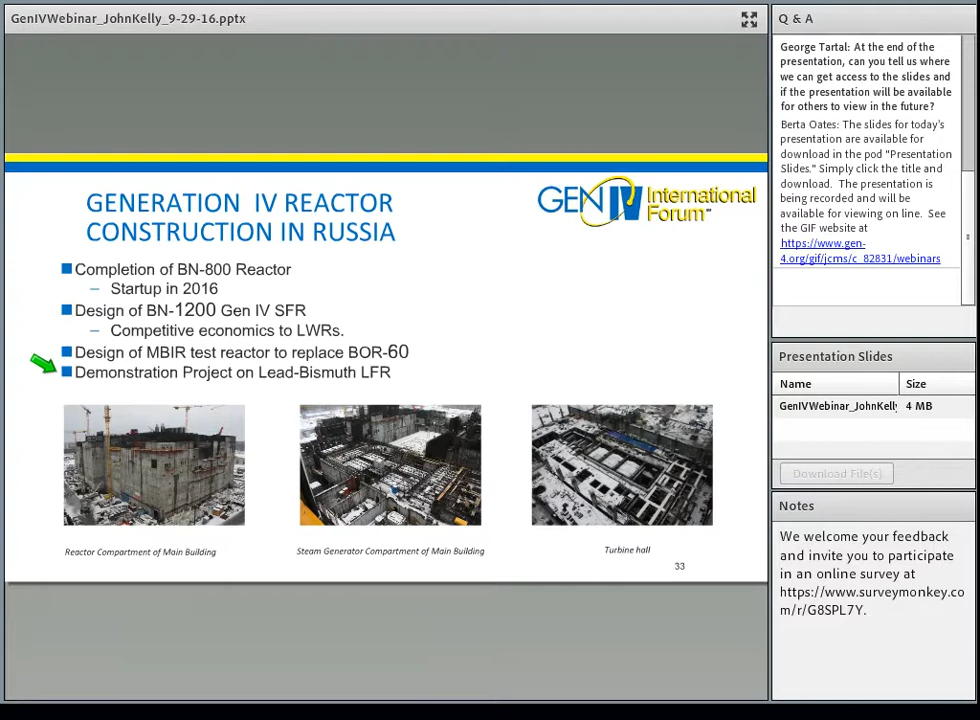 GenIVWebinar_JohnKelly_9-29-16.pptx
GENERATION IV REACTOR
CONSTRUCTION IN RUSSIA
GEN IV International
Forum™
Completion of BN-800 Reactor
– Startup in 2016
Design of BN-1200 Gen IV SFR
– Competitive economics to LWRs.
Design of MBIR test reactor to replace BOR-60
Demonstration Project on Lead-Bismuth LFR
Reactor Compartment of Main Building
Steam Generator Compartment of Main Building
Turbine hall
33
Q & A
George Tartal: At the end of the
presentation, can you tell us where
we can get access to the slides and
if the presentation will be available
for others to view in the future?
Berta Oates: The slides for today's
presentation are available for
download in the pod "Presentation
Slides." Simply click the title and
download. The presentation is
being recorded and will be
available for viewing on line. See
the GIF website at
https://www.gen-
4.org/gif/jcms/c_82831/webinars
Presentation Slides
Name Size
GenIVWebinar_JohnKelly 4 MB
Download File(s)
Notes
We welcome your feedback
and invite you to participate
in an online survey at
https://www.surveymonkey.co
m/r/G8SPL7Y.